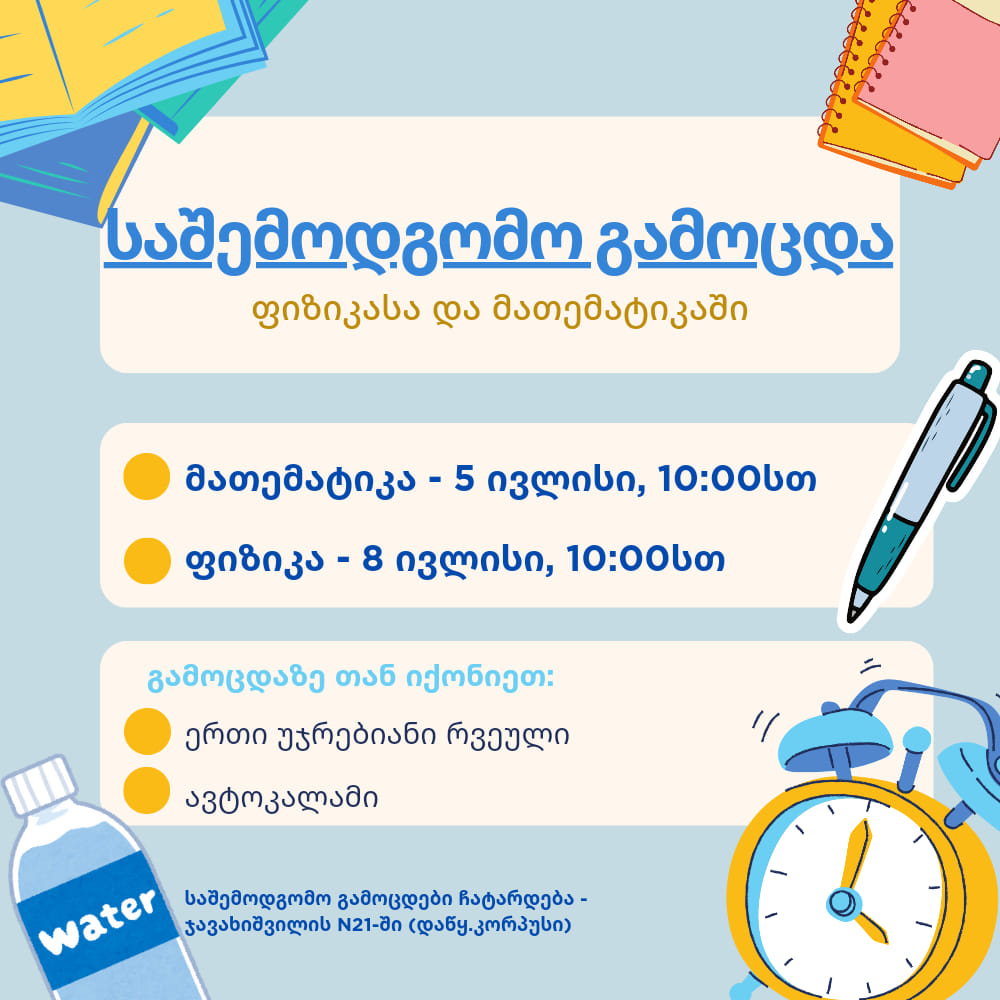 საშემოდგომო გამოცდა
ფიზიკასა და მათემატიკაში
მათემატიკა - 5 ივლისი, 10:00სთ
ფიზიკა - 8 ივლისი, 10:00სთ
გამოცდაზე თან იქონიეთ:
ერთი უჯრებიანი რვეული
ავტოკალამი
water
საშემოდგომო გამოცდები ჩატარდება -
ჯავახიშვილის N21-ში (დაწყ.კორპუსი)